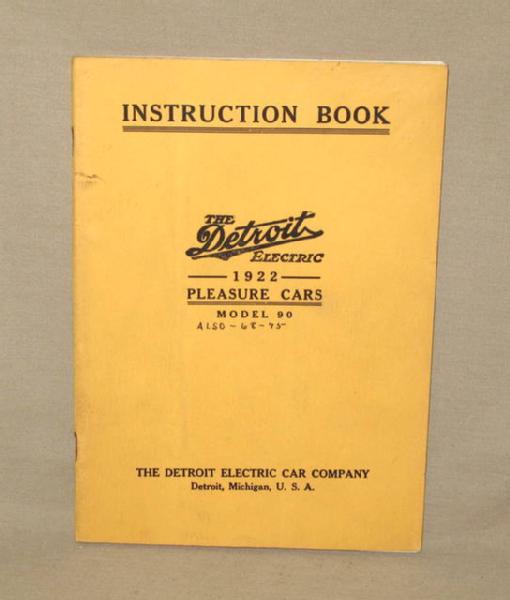 INSTRUCTION BOOK
THE
Detroit
ELECTRIC
1922
PLEASURE CARS
MODEL 90
ALSO - 68 - 75
THE DETROIT ELECTRIC CAR COMPANY
Detroit, Michigan, U. S. A.